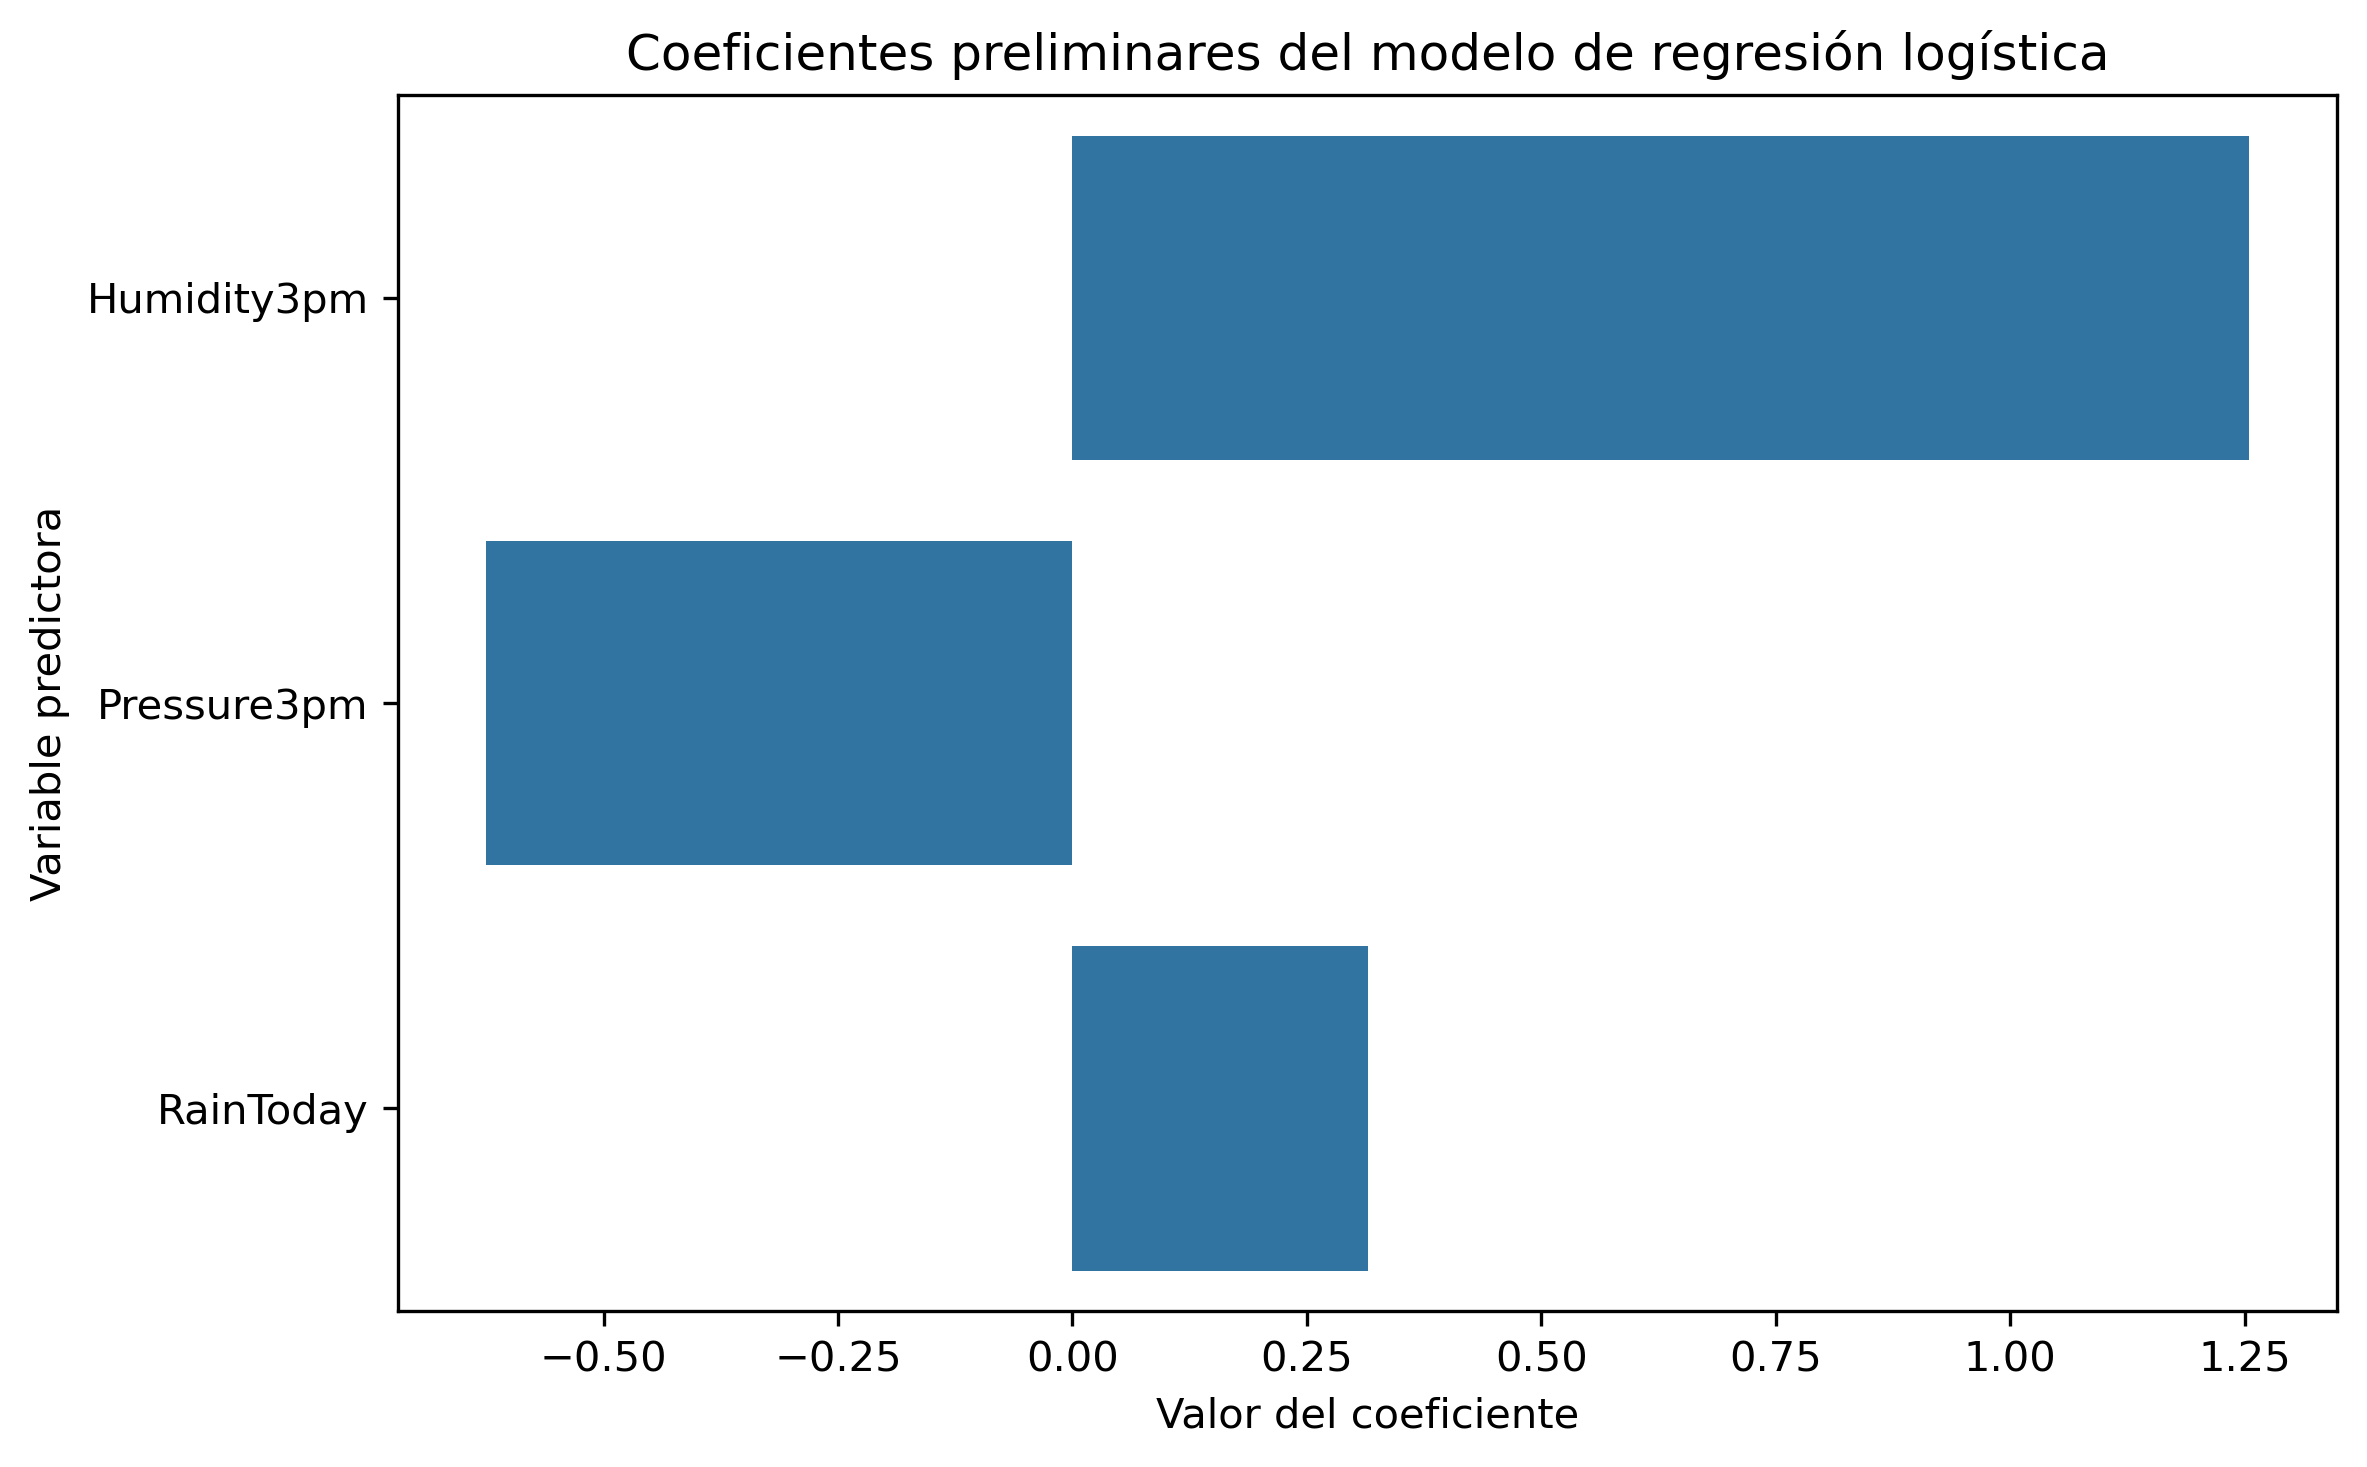 Coeficientes preliminares del modelo de regresión logística
Variable predictora
Humidity3pm
Pressure3pm
RainToday
−0.50 −0.25 0.00 0.25 0.50 0.75 1.00 1.25
Valor del coeficiente